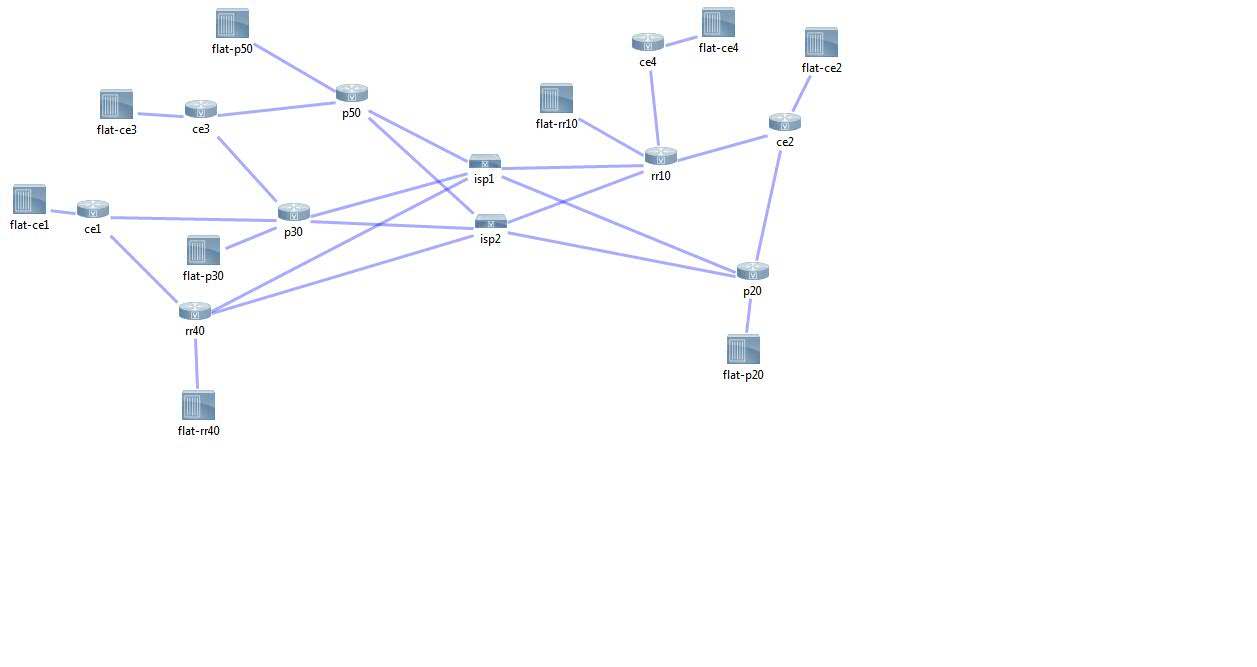 flat-p50
flat-ce4
ce4
flat-ce2
p50
flat-rr10
flat-ce3
ce3
ce2
isp1
rr10
flat-ce1
ce1
p30
isp2
flat-p30
p20
rr40
flat-p20
flat-rr40